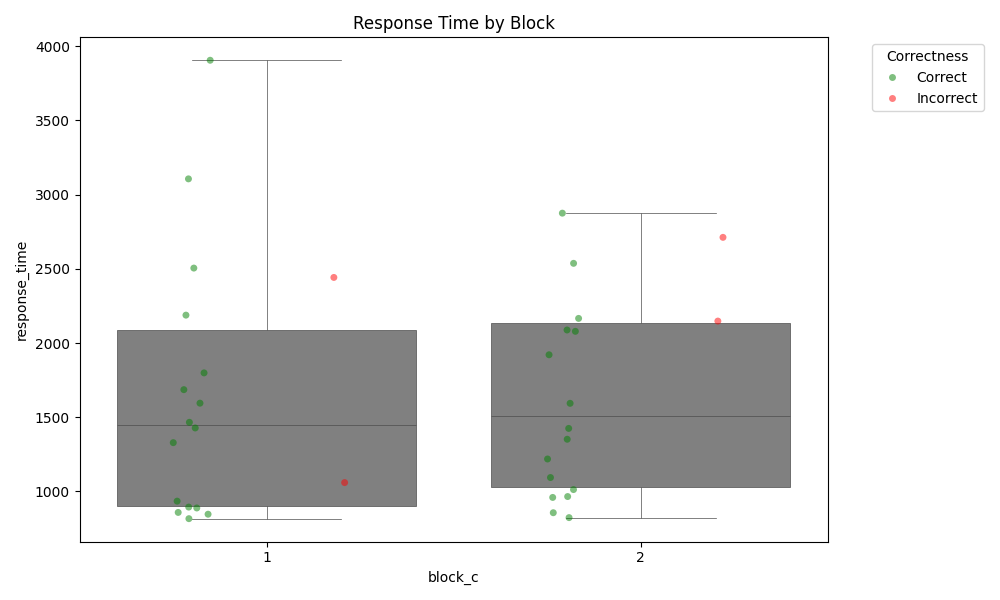 Response Time by Block
Correctness
Correct
Incorrect
4000
3500
3000
2500
2000
1500
1000
response_time
1
2
block_c